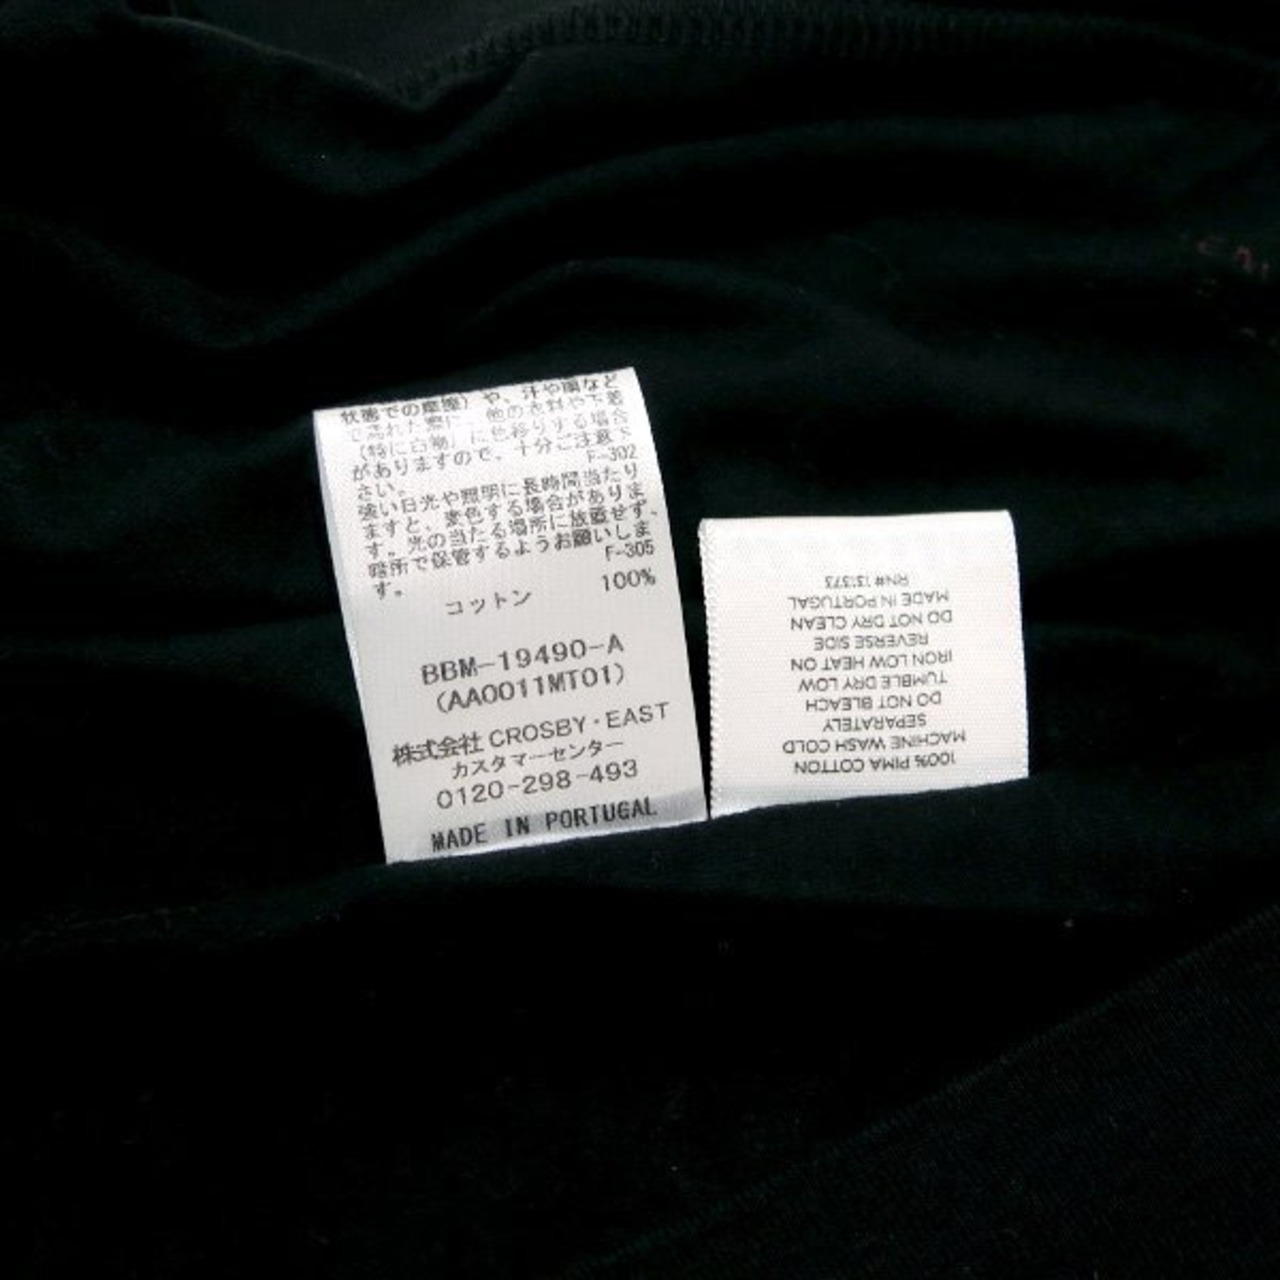 状態での摩擦）や、汗や雨など
で濡れた際に、他の衣料や下着
（特に白物）に色移りする場合
がありますので、十分ご注意下
さい。
F-302
強い日光や照明に長時間当たり
ますと、変色する場合がありま
す。光の当たる場所に放置せず、
暗所で保管するようお願いしま
す。
F-305
コットン 100%
BBM-19490-A
(AA0011MT01)
株式会社 CROSBY・EAST
カスタマーセンター
0120-298-493
MADE IN PORTUGAL
100% PIMA COTTON
MACHINE WASH COLD
SEPARATELY
DO NOT BLEACH
TUMBLE DRY LOW
IRON LOW HEAT ON
REVERSE SIDE
DO NOT DRY CLEAN
MADE IN PORTUGAL
RN#131373